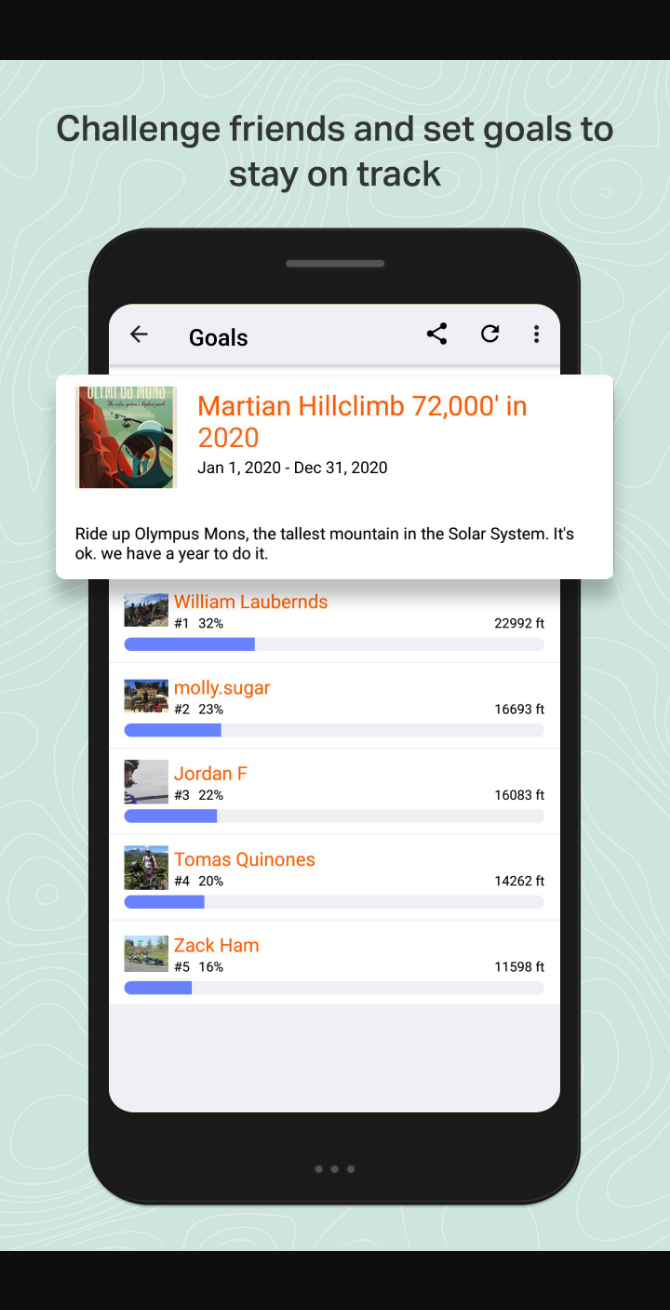 Challenge friends and set goals to
stay on track
Goals
OLYMPUS MONS
Martian Hillclimb 72,000' in
2020
Jan 1, 2020 - Dec 31, 2020
Ride up Olympus Mons, the tallest mountain in the Solar System. It's
ok. we have a year to do it.
William Laubernds
#1 32% 22992 ft
molly.sugar
#2 23% 16693 ft
Jordan F
#3 22% 16083 ft
Tomas Quinones
#4 20% 14262 ft
Zack Ham
#5 16% 11598 ft